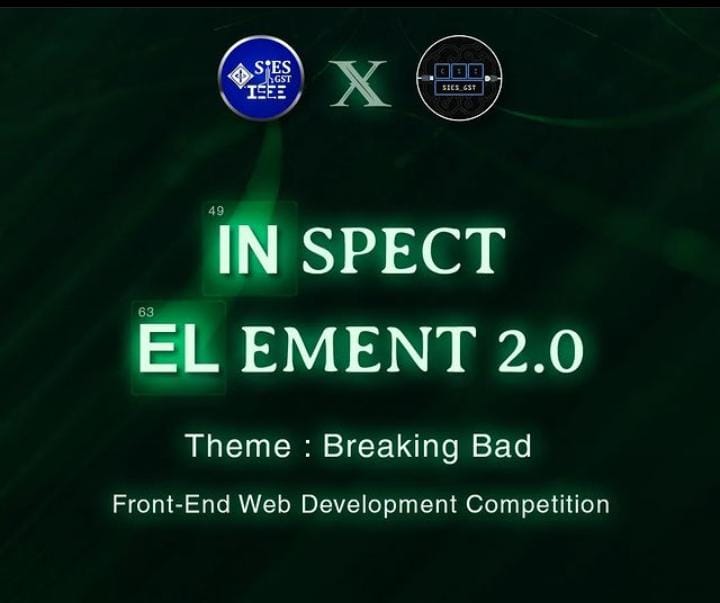 SIES
GST
IEEE
X
C S I
SIES_GST
49
IN SPECT
63
EL EMENT 2.0
Theme : Breaking Bad
Front-End Web Development Competition